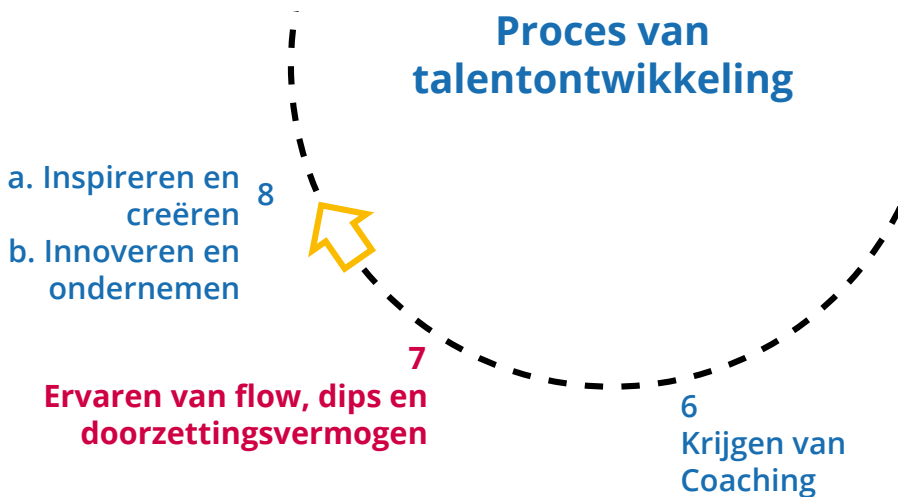 Proces van
talentontwikkeling
a. Inspireren en
creëren
b. Innoveren en
ondernemen
8
7
Ervaren van flow, dips en
doorzettingsvermogen
6
Krijgen van
Coaching